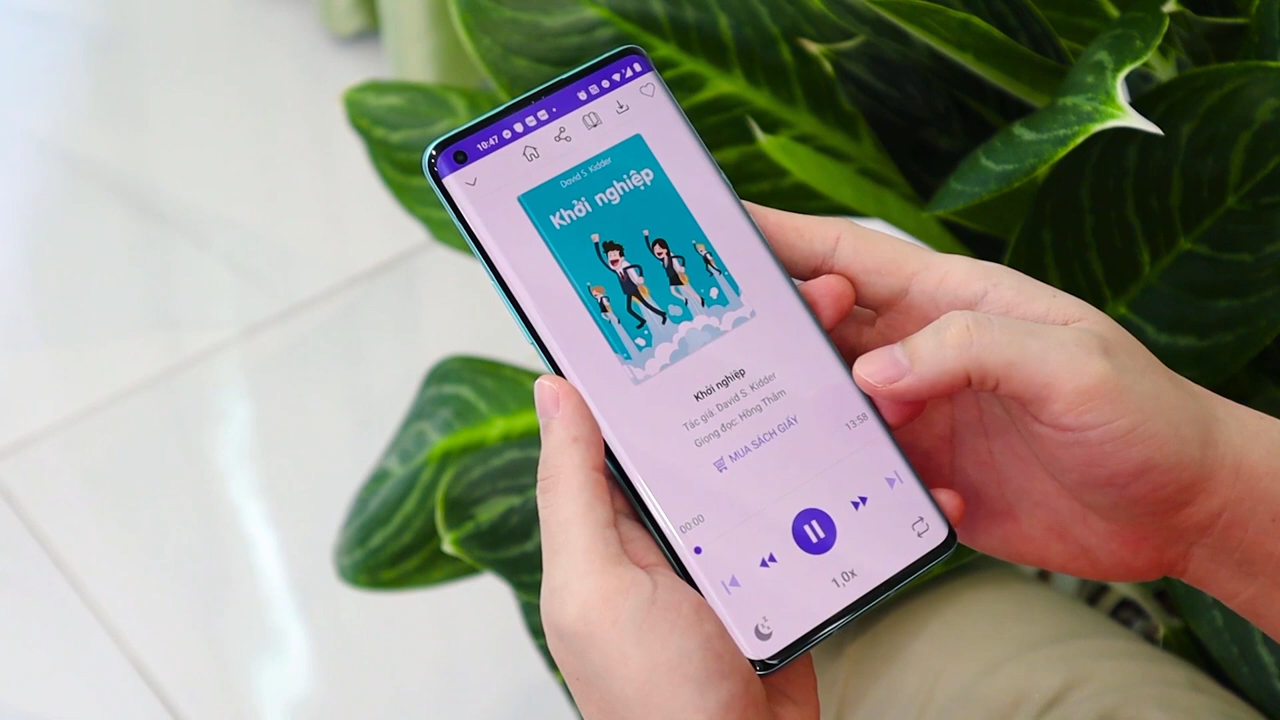 10:47
David S. Kidder
Khởi nghiệp
Khởi nghiệp
Tác giả: David S. Kidder
Giọng đọc: Hồng Thắm
MUA SÁCH GIẤY
00:00
13:58
1,0x